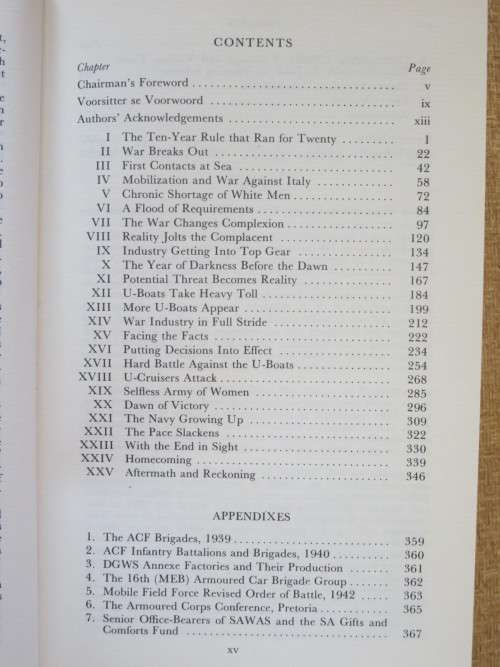 CONTENTS
Chapter Page
Chairman's Foreword . . . . . . . . . . . . . . . . . . . . . . . . . . . . . . . . v
Voorsitter se Voorwoord . . . . . . . . . . . . . . . . . . . . . . . . . . . . . ix
Authors' Acknowledgements . . . . . . . . . . . . . . . . . . . . . . . . . . xiii
I The Ten-Year Rule that Ran for Twenty . . . . . . . . . . . 1
II War Breaks Out . . . . . . . . . . . . . . . . . . . . . . . . . . . . 22
III First Contacts at Sea . . . . . . . . . . . . . . . . . . . . . . . . 42
IV Mobilization and War Against Italy . . . . . . . . . . . . . . 58
V Chronic Shortage of White Men . . . . . . . . . . . . . . . . . 72
VI A Flood of Requirements . . . . . . . . . . . . . . . . . . . . . . 84
VII The War Changes Complexion . . . . . . . . . . . . . . . . . . 97
VIII Reality Jolts the Complacent . . . . . . . . . . . . . . . . . . 120
IX Industry Getting Into Top Gear . . . . . . . . . . . . . . . . 134
X The Year of Darkness Before the Dawn . . . . . . . . . . 147
XI Potential Threat Becomes Reality . . . . . . . . . . . . . . . 167
XII U-Boats Take Heavy Toll . . . . . . . . . . . . . . . . . . . . . 184
XIII More U-Boats Appear . . . . . . . . . . . . . . . . . . . . . . . 199
XIV War Industry in Full Stride . . . . . . . . . . . . . . . . . . . 212
XV Facing the Facts . . . . . . . . . . . . . . . . . . . . . . . . . . . 222
XVI Putting Decisions Into Effect . . . . . . . . . . . . . . . . . . 234
XVII Hard Battle Against the U-Boats . . . . . . . . . . . . . . . . 254
XVIII U-Cruisers Attack . . . . . . . . . . . . . . . . . . . . . . . . . . 268
XIX Selfless Army of Women . . . . . . . . . . . . . . . . . . . . . 285
XX Dawn of Victory . . . . . . . . . . . . . . . . . . . . . . . . . . . 296
XXI The Navy Growing Up . . . . . . . . . . . . . . . . . . . . . . 309
XXII The Pace Slackens . . . . . . . . . . . . . . . . . . . . . . . . . 322
XXIII With the End in Sight . . . . . . . . . . . . . . . . . . . . . . . 330
XXIV Homecoming . . . . . . . . . . . . . . . . . . . . . . . . . . . . . 339
XXV Aftermath and Reckoning . . . . . . . . . . . . . . . . . . . . 346
APPENDIXES
1. The ACF Brigades, 1939 . . . . . . . . . . . . . . . . . . . . . . . . 359
2. ACF Infantry Battalions and Brigades, 1940 . . . . . . . . . . 360
3. DGWS Annexe Factories and Their Production . . . . . . . . 361
4. The 16th (MEB) Armoured Car Brigade Group . . . . . . . . 362
5. Mobile Field Force Revised Order of Battle, 1942 . . . . . 363
6. The Armoured Corps Conference, Pretoria . . . . . . . . . . . 365
7. Senior Office-Bearers of SAWAS and the SA Gifts and
Comforts Fund . . . . . . . . . . . . . . . . . . . . . . . . . . . . . . . 367
xv